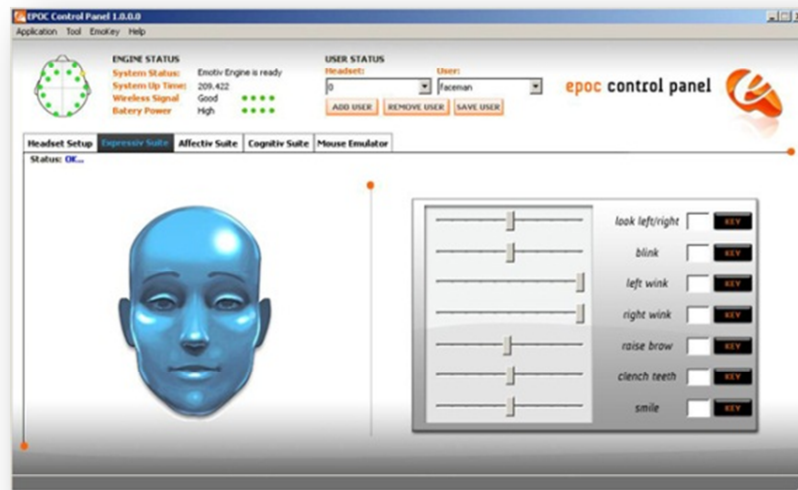 EPOC Control Panel 1.0.0.0
Application Tool EmoKey Help
ENGINE STATUS
System Status: Emotiv Engine is ready
System Up Time: 209,422
Wireless Signal Good
Batery Power High
USER STATUS
Headset: User:
0 faceman
ADD USER REMOVE USER SAVE USER
epoc control panel
Headset Setup Expressiv Suite Affectiv Suite Cognitiv Suite Mouse Emulator
Status: OK...
look left/right KEY
blink KEY
left wink KEY
right wink KEY
raise brow KEY
clench teeth KEY
smile KEY